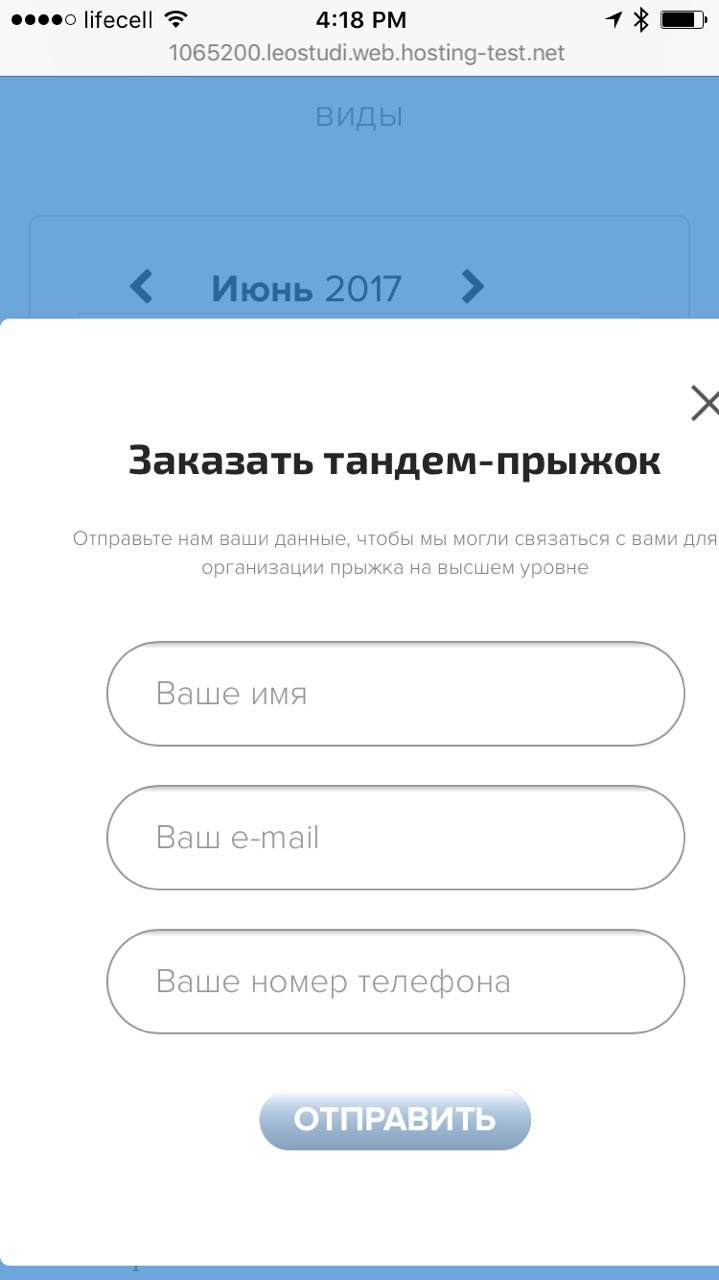 lifecell 4:18 PM
1065200.leostudi.web.hosting-test.net
ВИДЫ
Июнь 2017
Заказать тандем-прыжок
Отправьте нам ваши данные, чтобы мы могли связаться с вами для
организации прыжка на высшем уровне
Ваше имя
Ваш e-mail
Ваше номер телефона
ОТПРАВИТЬ